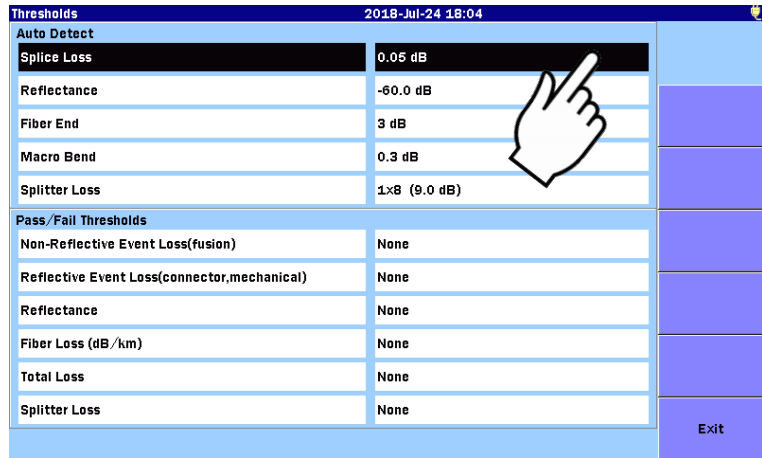 Thresholds 2018-Jul-24 18:04
Auto Detect
Splice Loss 0.05 dB
Reflectance -60.0 dB
Fiber End 3 dB
Macro Bend 0.3 dB
Splitter Loss 1×8 (9.0 dB)
Pass/Fail Thresholds
Non-Reflective Event Loss(fusion) None
Reflective Event Loss(connector,mechanical) None
Reflectance None
Fiber Loss (dB/km) None
Total Loss None
Splitter Loss None
Exit